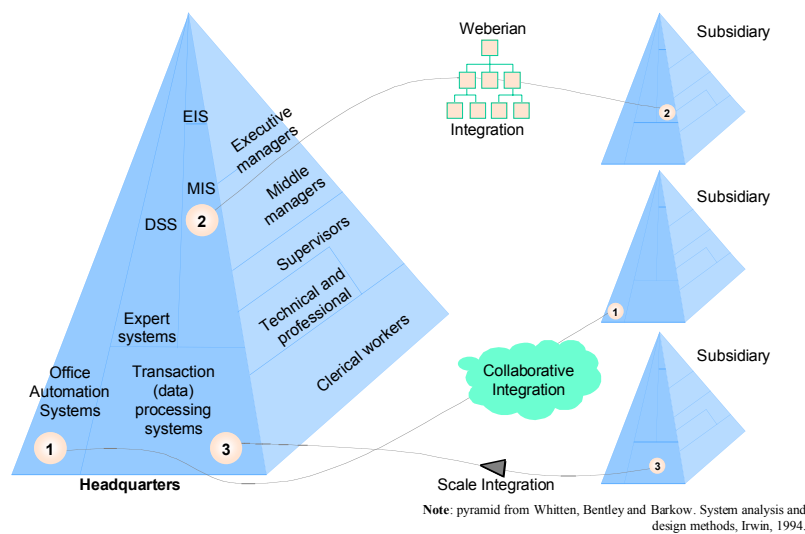 Weberian
Integration
Subsidiary
2
EIS
MIS
DSS
2
Executive
managers
Middle
managers
Supervisors
Technical and
professional
Clerical workers
Expert
systems
Office
Automation
Systems
Transaction
(data)
processing
systems
1
3
Headquarters
Subsidiary
1
Collaborative
Integration
Subsidiary
3
Scale Integration
Note: pyramid from Whitten, Bentley and Barkow. System analysis and
design methods, Irwin, 1994.